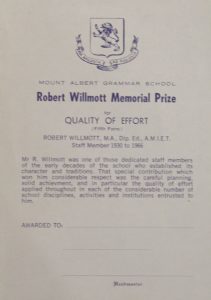 MOUNT ALBERT GRAMMAR SCHOOL
Robert Willmott Memorial Prize
for
QUALITY OF EFFORT
ROBERT WILLMOTT, M.A., Dip. Ed., A.M.I.E.T.
Staff Member 1930 to 1966
Mr R. Willmott was one of those dedicated staff members
of the early decades of the school who established its
character and traditions. That special contribution which
won him considerable respect was the careful planning,
solid achievement, and in particular the quality of effort
applied throughout in each of the considerable number
of school disciplines, activities and institutions entrusted to
him.
AWARDED TO:
Headmaster